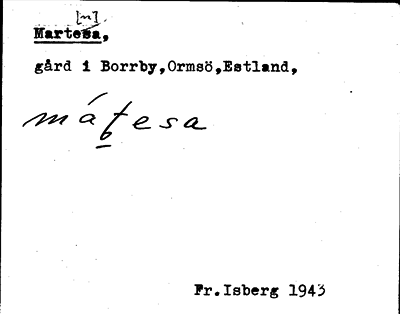 [~]
Martesa,
gård i Borrby,Ormsö,Estland,
mátesa
Fr.Isberg 1943